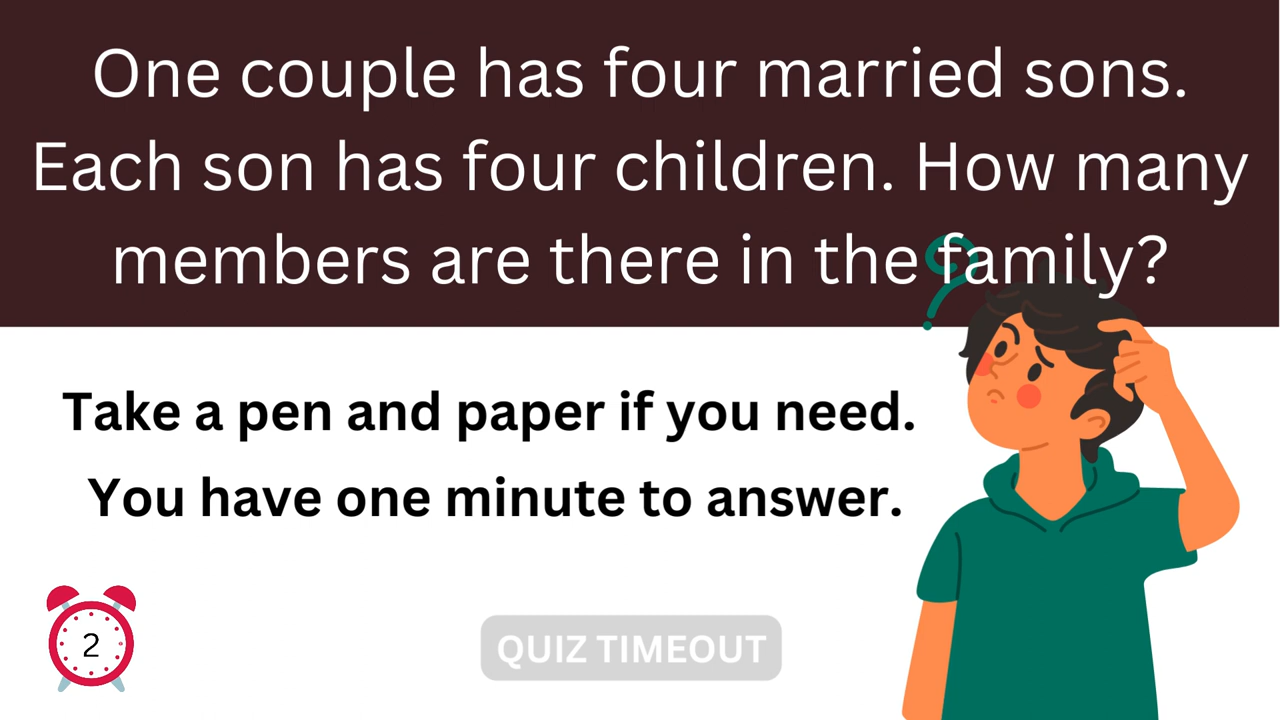 One couple has four married sons.
Each son has four children. How many
members are there in the family?
Take a pen and paper if you need.
You have one minute to answer.
2
QUIZ TIMEOUT